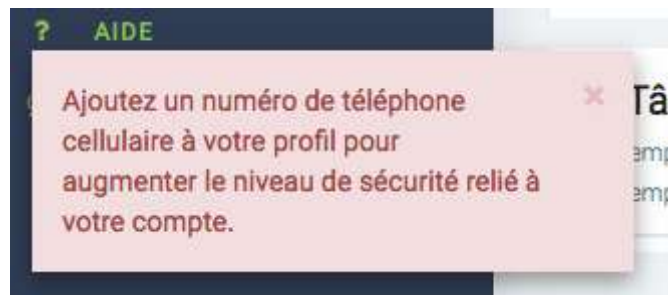 ? AIDE
Ajoutez un numéro de téléphone
cellulaire à votre profil pour
augmenter le niveau de sécurité relié à
votre compte.
×